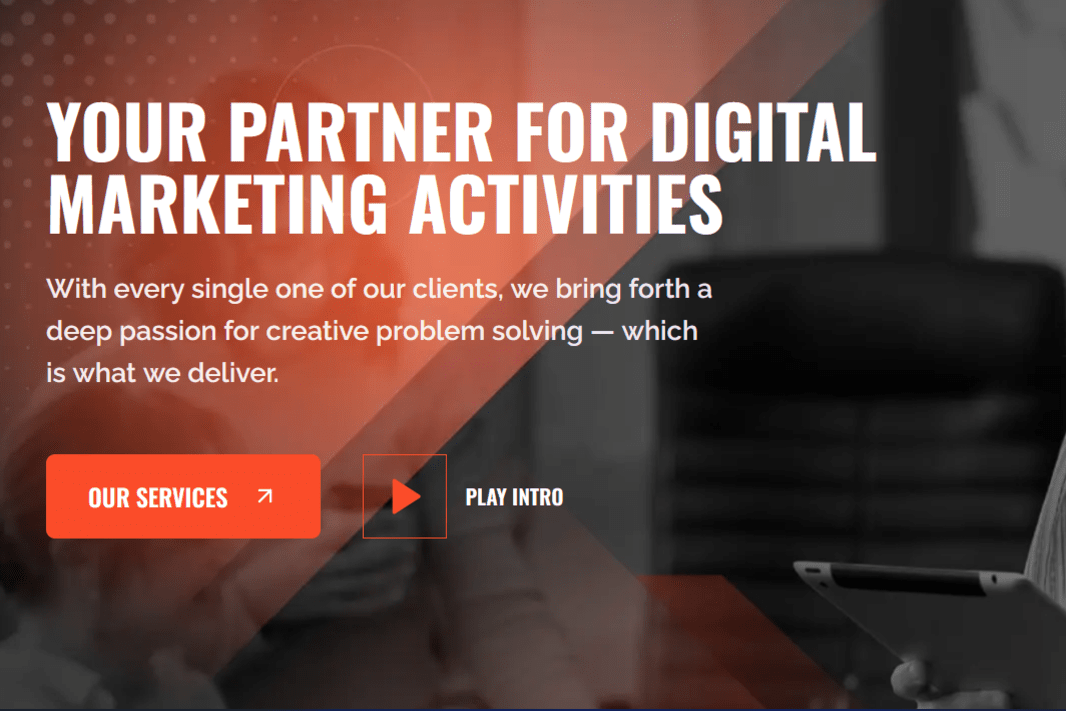 YOUR PARTNER FOR DIGITAL
MARKETING ACTIVITIES
With every single one of our clients, we bring forth a
deep passion for creative problem solving — which
is what we deliver.
OUR SERVICES
PLAY INTRO